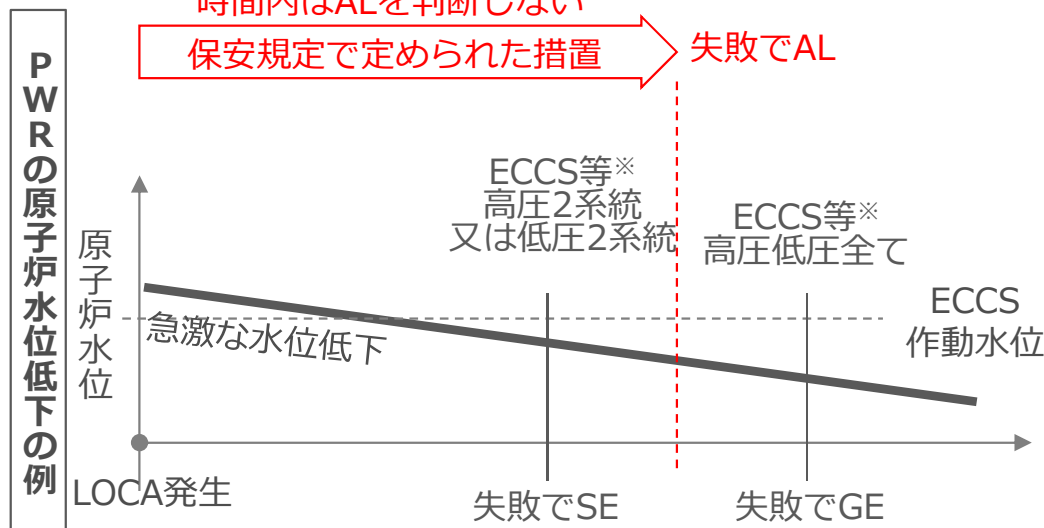 時間内はALを判断しない
保安規定で定められた措置
失敗でAL
PWRの原子炉水位低下の例
ECCS等※
高圧2系統
又は低圧2系統
ECCS等※
高圧低圧全て
原子炉水位
急激な水位低下
ECCS
作動水位
LOCA発生
失敗でSE
失敗でGE